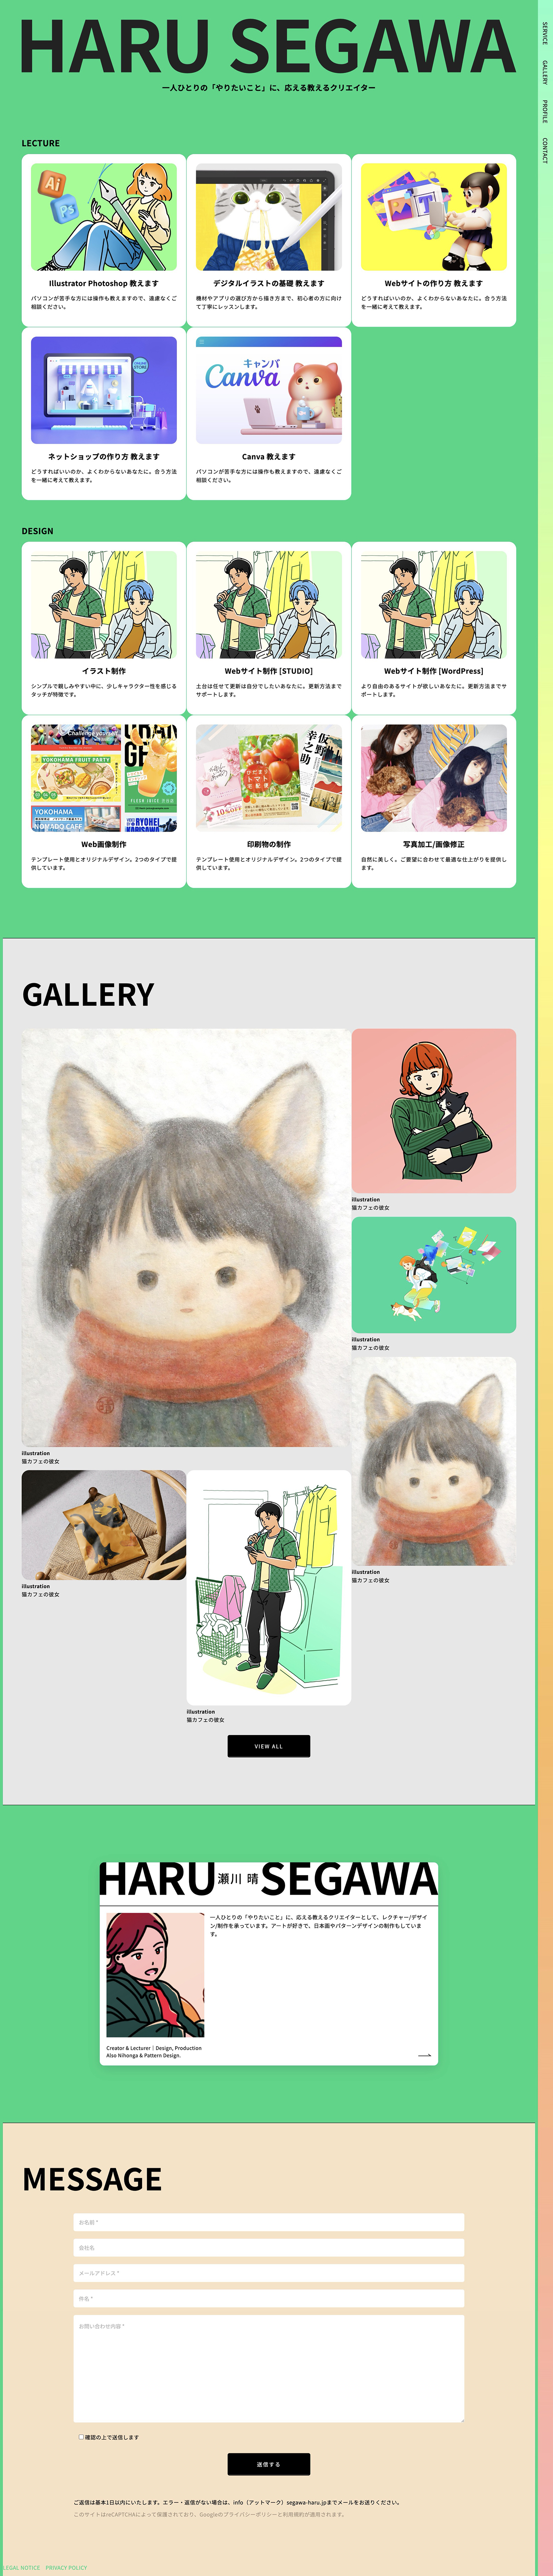 HARU SEGAWA
一人ひとりの「やりたいこと」に、応える教えるクリエイター
SERVICE
GALLERY
PROFILE
CONTACT
LECTURE
Ai
Ps
Illustrator Photoshop 教えます
パソコンが苦手な方には操作も教えますので、遠慮なくご
相談ください。
デジタルイラストの基礎 教えます
機材やアプリの選び方から描き方まで、初心者の方に向け
て丁寧にレッスンします。
Webサイトの作り方 教えます
どうすればいいのか、よくわからないあなたに。合う方法
を一緒に考えて教えます。
ONLINE
STORE
ネットショップの作り方 教えます
どうすればいいのか、よくわからないあなたに。合う方法
を一緒に考えて教えます。
キャンバ
Canva
Canva 教えます
パソコンが苦手な方には操作も教えますので、遠慮なくご
相談ください。
DESIGN
イラスト制作
シンプルで親しみやすい中に、少しキャラクター性を感じる
タッチが特徴です。
Webサイト制作 [STUDIO]
土台は任せて更新は自分でしたいあなたに。更新方法まで
サポートします。
Webサイト制作 [WordPress]
より自由のあるサイトが欲しいあなたに。更新方法までサ
ポートします。
Challenge yourself
YOKOHAMA FRUIT PARTY
YOKOHAMA
NOMAD CAFE
Web画像制作
テンプレート使用とオリジナルデザイン。2つのタイプで提
供しています。
印刷物の制作
テンプレート使用とオリジナルデザイン。2つのタイプで提
供しています。
写真加工/画像修正
自然に美しく。ご要望に合わせて最適な仕上がりを提供し
ます。
GALLERY
illustration
猫カフェの彼女
illustration
猫カフェの彼女
illustration
猫カフェの彼女
illustration
猫カフェの彼女
illustration
猫カフェの彼女
illustration
猫カフェの彼女
VIEW ALL
HARU 瀬川 晴 SEGAWA
一人ひとりの「やりたいこと」に、応える教えるクリエイターとして、レクチャー/デザイ
ン/制作を承っています。アートが好きで、日本画やパターンデザインの制作もしていま
す。
Creator & Lecturer｜Design, Production
Also Nihonga & Pattern Design.
MESSAGE
お名前 *
会社名
メールアドレス *
件名 *
お問い合わせ内容 *
確認の上で送信します
送信する
ご返信は基本1日以内にいたします。エラー・返信がない場合は、info（アットマーク）segawa-haru.jpまでメールをお送りください。
このサイトはreCAPTCHAによって保護されており、Googleのプライバシーポリシーと利用規約が適用されます。
LEGAL NOTICE PRIVACY POLICY